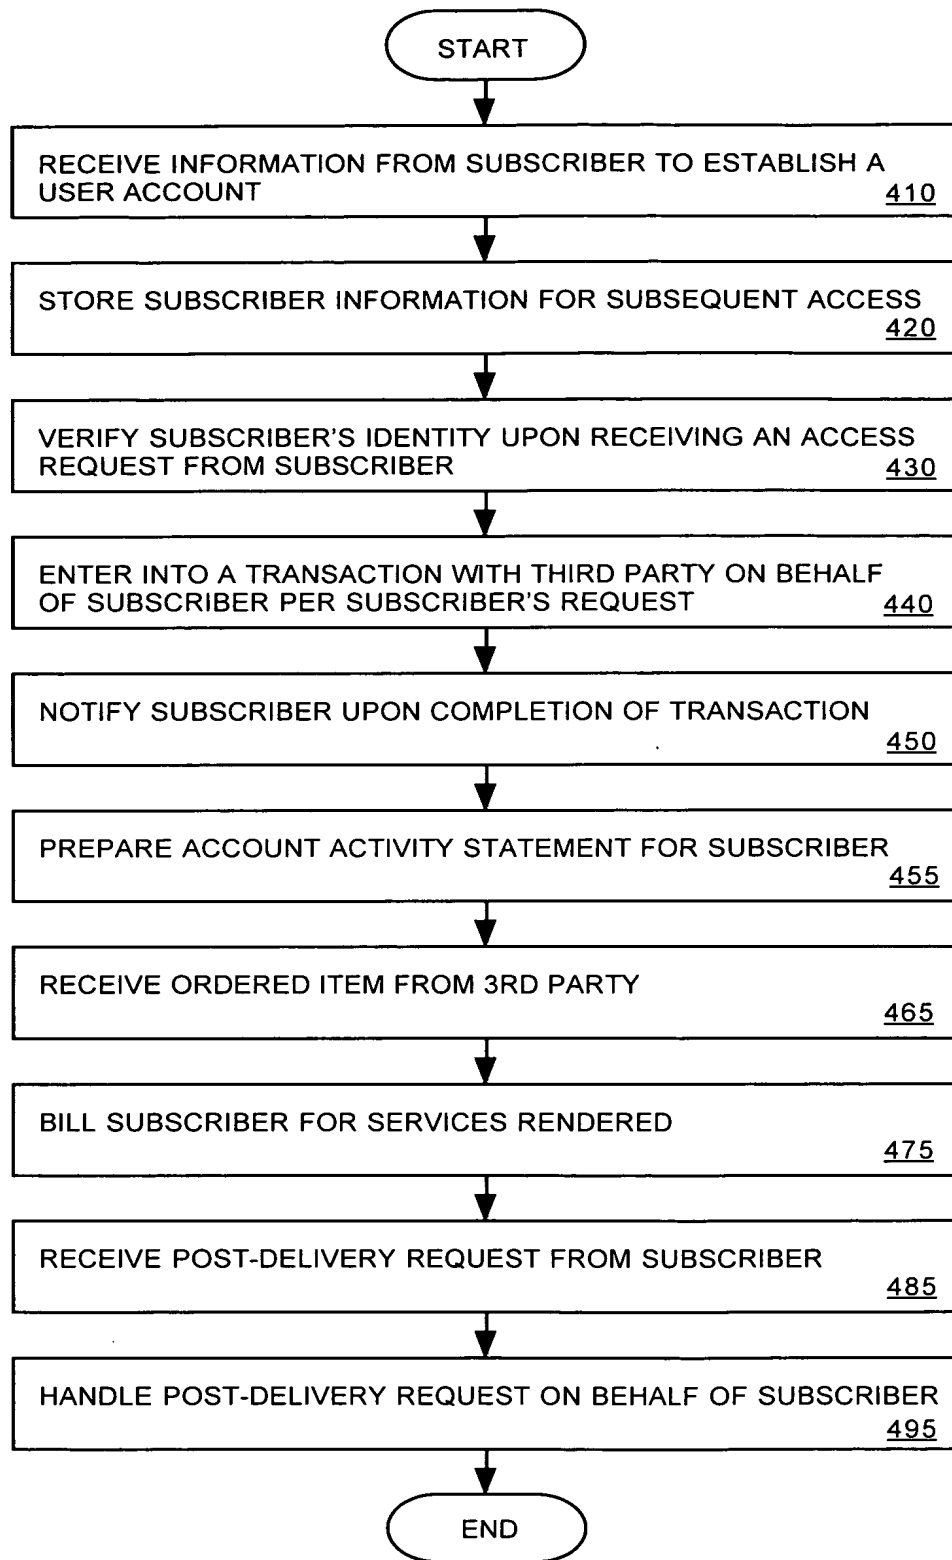 START
RECEIVE INFORMATION FROM SUBSCRIBER TO ESTABLISH A
USER ACCOUNT
410
STORE SUBSCRIBER INFORMATION FOR SUBSEQUENT ACCESS
420
VERIFY SUBSCRIBER'S IDENTITY UPON RECEIVING AN ACCESS
REQUEST FROM SUBSCRIBER
430
ENTER INTO A TRANSACTION WITH THIRD PARTY ON BEHALF
OF SUBSCRIBER PER SUBSCRIBER'S REQUEST
440
NOTIFY SUBSCRIBER UPON COMPLETION OF TRANSACTION
450
PREPARE ACCOUNT ACTIVITY STATEMENT FOR SUBSCRIBER
455
RECEIVE ORDERED ITEM FROM 3RD PARTY
465
BILL SUBSCRIBER FOR SERVICES RENDERED
475
RECEIVE POST-DELIVERY REQUEST FROM SUBSCRIBER
485
HANDLE POST-DELIVERY REQUEST ON BEHALF OF SUBSCRIBER
495
END